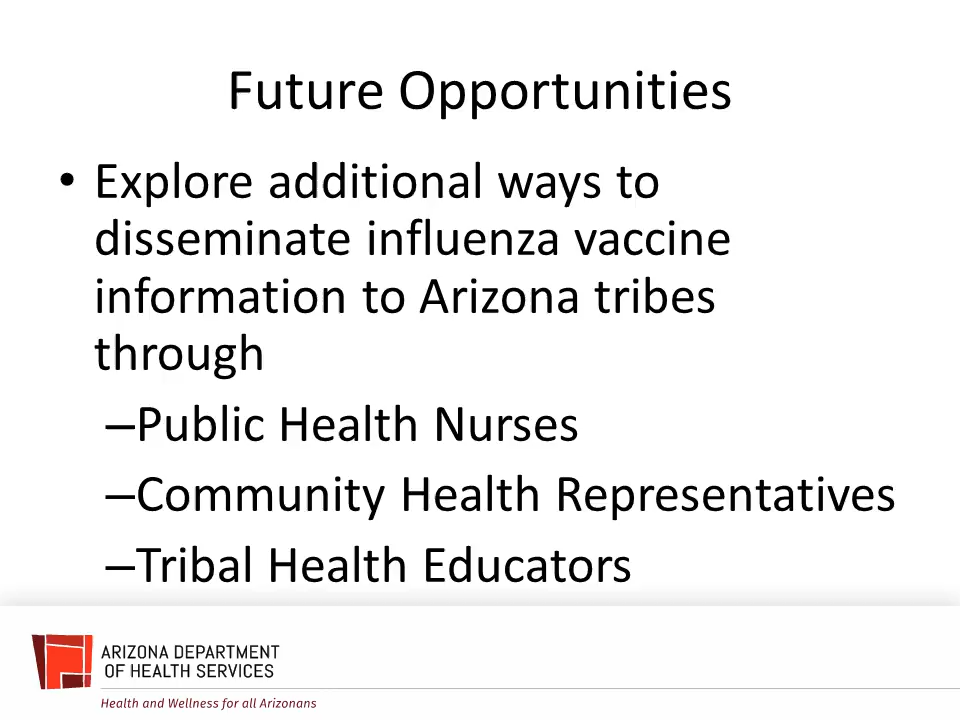 Future Opportunities
• Explore additional ways to
disseminate influenza vaccine
information to Arizona tribes
through
–Public Health Nurses
–Community Health Representatives
–Tribal Health Educators
ARIZONA DEPARTMENT
OF HEALTH SERVICES
Health and Wellness for all Arizonans